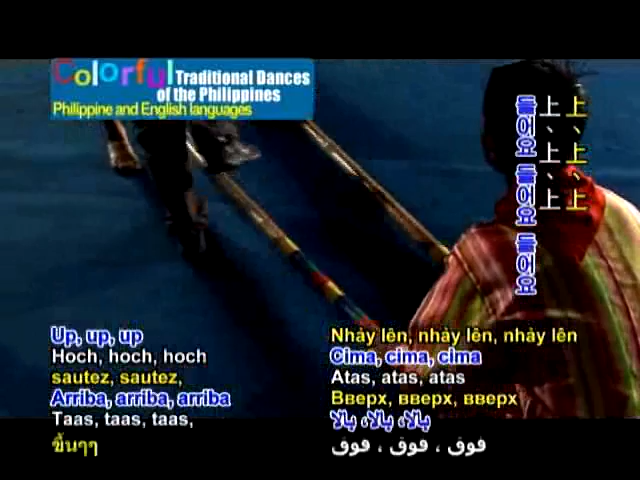 Colorful Traditional Dances
of the Philippines
Philippine and English languages
上、上、上
上、上、上
들어요 들어요 들어요
Up, up, up
Hoch, hoch, hoch
sautez, sautez,
Arriba, arriba, arriba
Taas, taas, taas,
ขึ้นๆๆ
Nhảy lên, nhảy lên, nhảy lên
Cima, cima, cima
Atas, atas, atas
Вверх, вверх, вверх
بالا، بالا، بالا
فوق ، فوق ، فوق